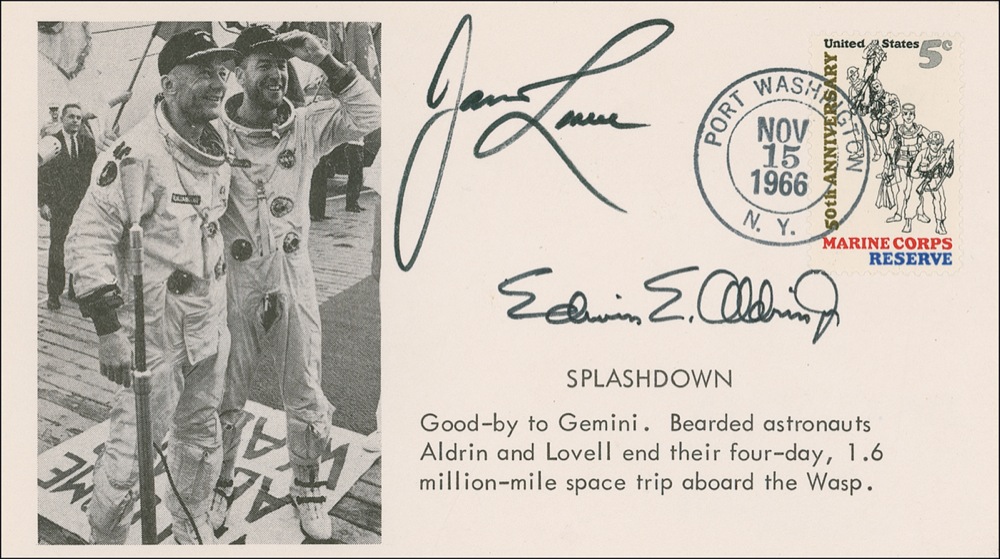 James Lovell
United States 5c
50th ANNIVERSARY
MARINE CORPS
RESERVE
PORT WASHINGTON
NOV
15
1966
N. Y.
Edwin E. Aldrin Jr
SPLASHDOWN
Good-by to Gemini. Bearded astronauts
Aldrin and Lovell end their four-day, 1.6
million-mile space trip aboard the Wasp.